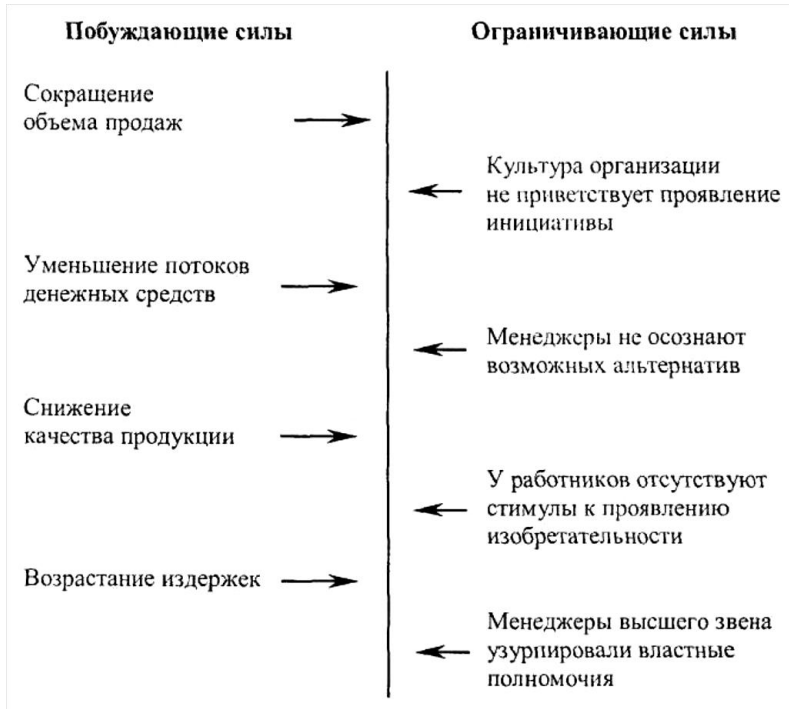 Побуждающие силы
Ограничивающие силы
Сокращение
объема продаж
Культура организации
не приветствует проявление
инициативы
Уменьшение потоков
денежных средств
Менеджеры не осознают
возможных альтернатив
Снижение
качества продукции
У работников отсутствуют
стимулы к проявлению
изобретательности
Возрастание издержек
Менеджеры высшего звена
узурпировали властные
полномочия